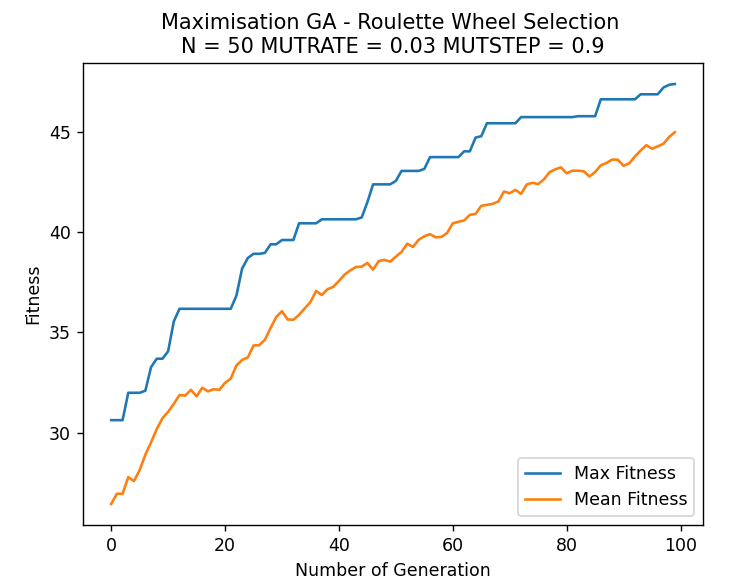 Maximisation GA - Roulette Wheel Selection
N = 50 MUTRATE = 0.03 MUTSTEP = 0.9
Fitness
45
40
35
30
Max Fitness
Mean Fitness
0 20 40 60 80 100
Number of Generation